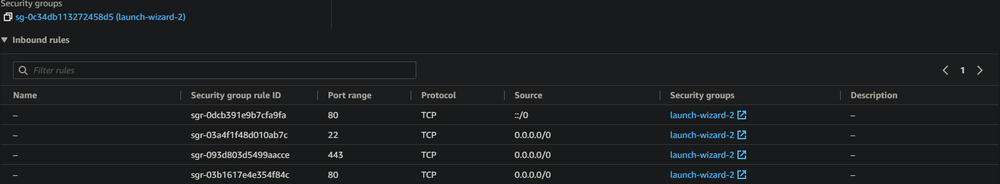 Security groups
sg-0c34db113272458d5 (launch-wizard-2)
Inbound rules
Filter rules
1
Name Security group rule ID Port range Protocol Source Security groups Description
– sgr-0dcb391e9b7cfa9fa 80 TCP ::/0 launch-wizard-2 –
– sgr-03a4f1f48d010ab7c 22 TCP 0.0.0.0/0 launch-wizard-2 –
– sgr-093d803d5499aacce 443 TCP 0.0.0.0/0 launch-wizard-2 –
– sgr-03b1617e4e354f84c 80 TCP 0.0.0.0/0 launch-wizard-2 –